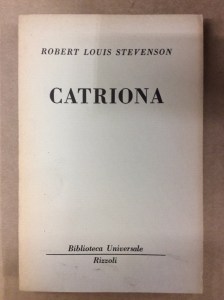 ROBERT LOUIS STEVENSON
CATRIONA
Biblioteca Universale
Rizzoli